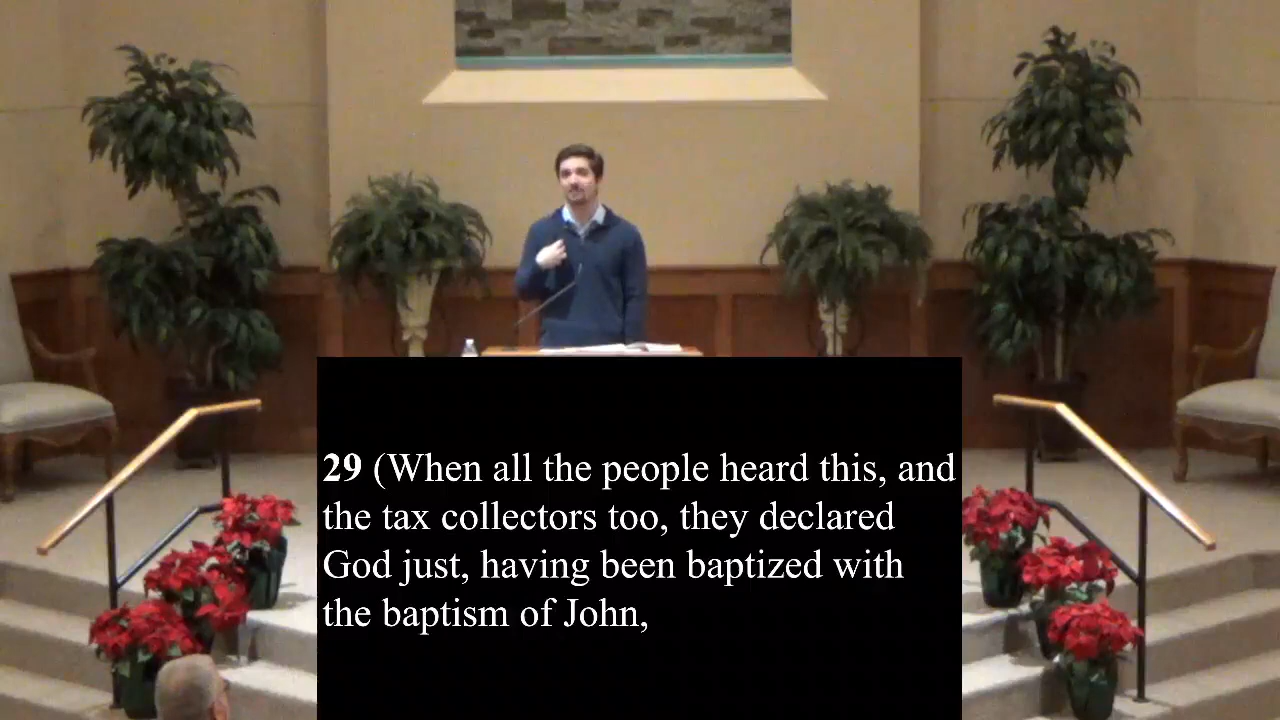 29 (When all the people heard this, and
the tax collectors too, they declared
God just, having been baptized with
the baptism of John,